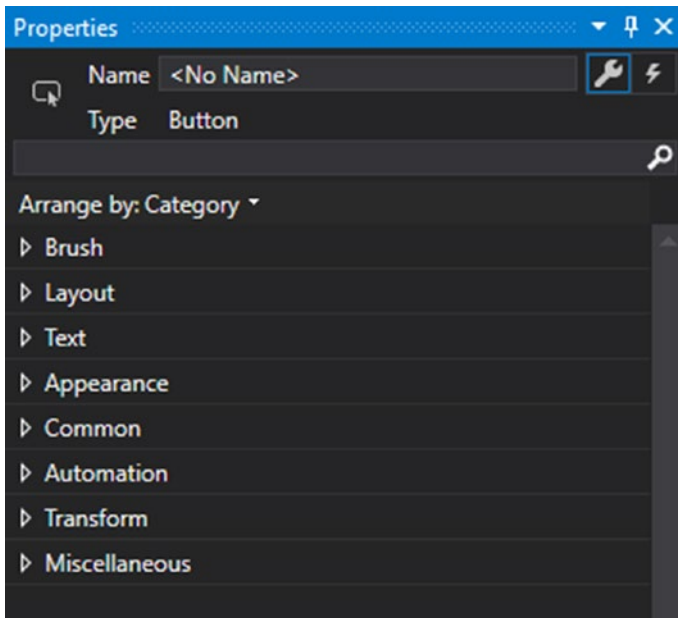 Properties
Name <No Name>
Type Button
Arrange by: Category
Brush
Layout
Text
Appearance
Common
Automation
Transform
Miscellaneous